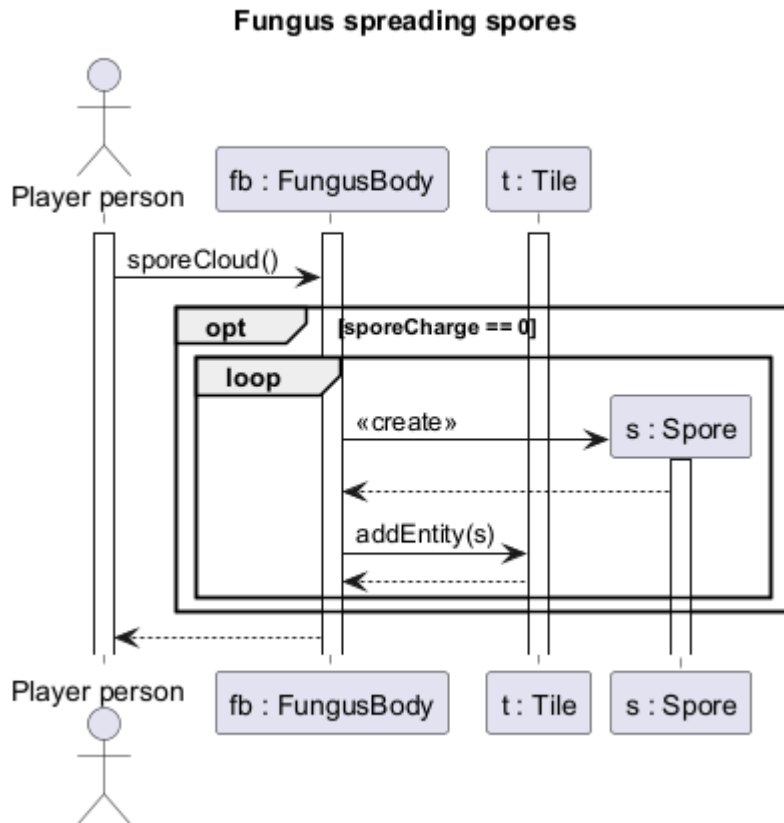 Fungus spreading spores
Player person
fb : FungusBody
t : Tile
sporeCloud()
opt
[sporeCharge == 0]
loop
«create»
s : Spore
addEntity(s)
Player person
fb : FungusBody
t : Tile
s : Spore